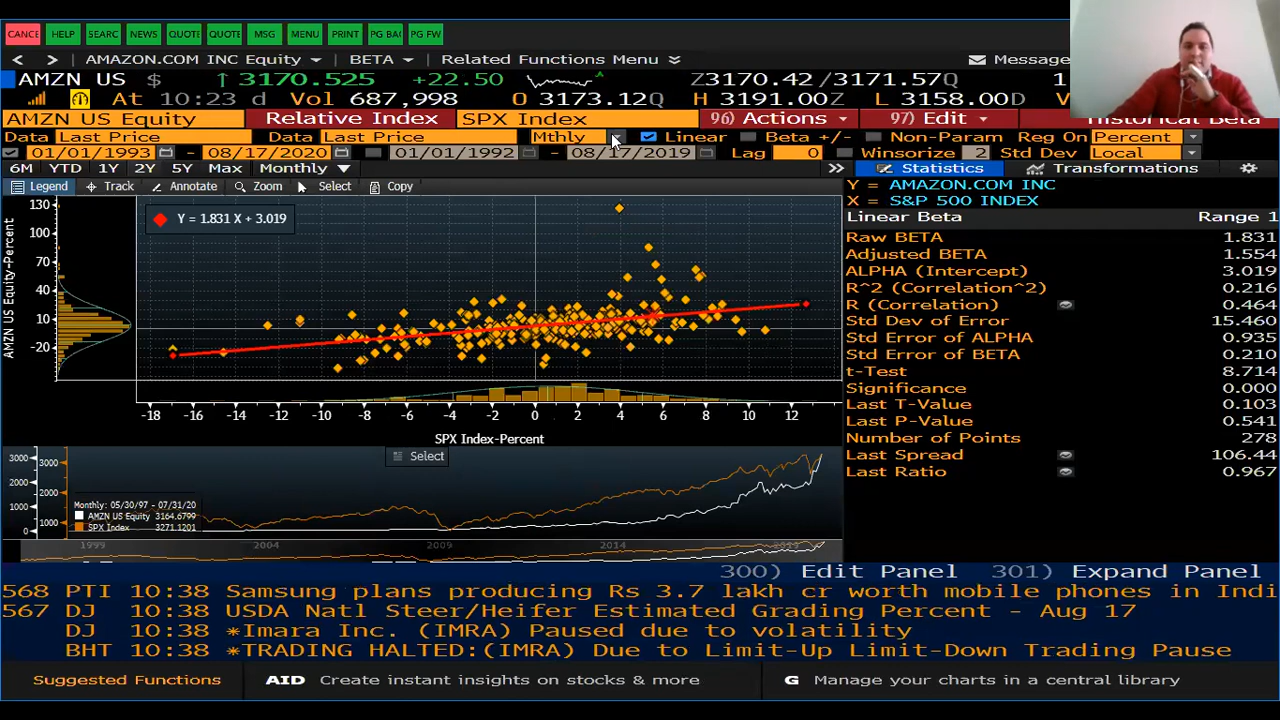 CANCE HELP SEARC NEWS QUOTE QUOTE MSG MENU PRINT PG BAC PG FW
< > AMAZON.COM INC Equity BETA Related Functions Menu Message
AMZN US $ ↑ 3170.525 +22.50 Z3170.42 /3171.57Q 1
At 10:23 d Vol 687,998 O 3173.12Q H 3191.00Z L 3158.00
AMZN US Equity Relative Index SPX Index 96) Actions 97) Edit Historical Beta
Data Last Price Data Last Price Mthly Linear Beta +/- Non-Param Reg On Percent
01/01/1993 - 08/17/2020 01/01/1992 - 08/17/2019 Lag 0 Winsorize 2 Std Dev Local
6M YTD 1Y 2Y 5Y Max Monthly ▼ » Statistics Transformations
Legend Track Annotate Zoom Select Copy
Y = AMAZON.COM INC
X = S&P 500 INDEX
Linear Beta Range 1
Raw BETA 1.831
Adjusted BETA 1.554
ALPHA (Intercept) 3.019
R^2 (Correlation^2) 0.216
R (Correlation) 0.464
Std Dev of Error 15.460
Std Error of ALPHA 0.935
Std Error of BETA 0.210
t-Test 8.714
Significance 0.000
Last T-Value 0.103
Last P-Value 0.541
Number of Points 278
Last Spread 106.44
Last Ratio 0.967
Y = 1.831 X + 3.019
AMZN US Equity-Percent
130
100
70
40
10
-20
-18 -16 -14 -12 -10 -8 -6 -4 -2 0 2 4 6 8 10 12
SPX Index-Percent
Select
3000 3000
2000 2000
1000 1000
0
Monthly: 05/30/97 - 07/31/20
AMZN US Equity 3164.6799
SPX Index 3271.1201
1999 2004 2009 2014
300) Edit Panel 301) Expand Panel
568 PTI 10:38 Samsung plans producing Rs 3.7 lakh cr worth mobile phones in Indi
567 DJ 10:38 USDA Natl Steer/Heifer Estimated Grading Percent - Aug 17
DJ 10:38 *Imara Inc. (IMRA) Paused due to volatility
BHT 10:38 *TRADING HALTED:(IMRA) Due to Limit-Up Limit-Down Trading Pause
Suggested Functions AID Create instant insights on stocks & more G Manage your charts in a central library